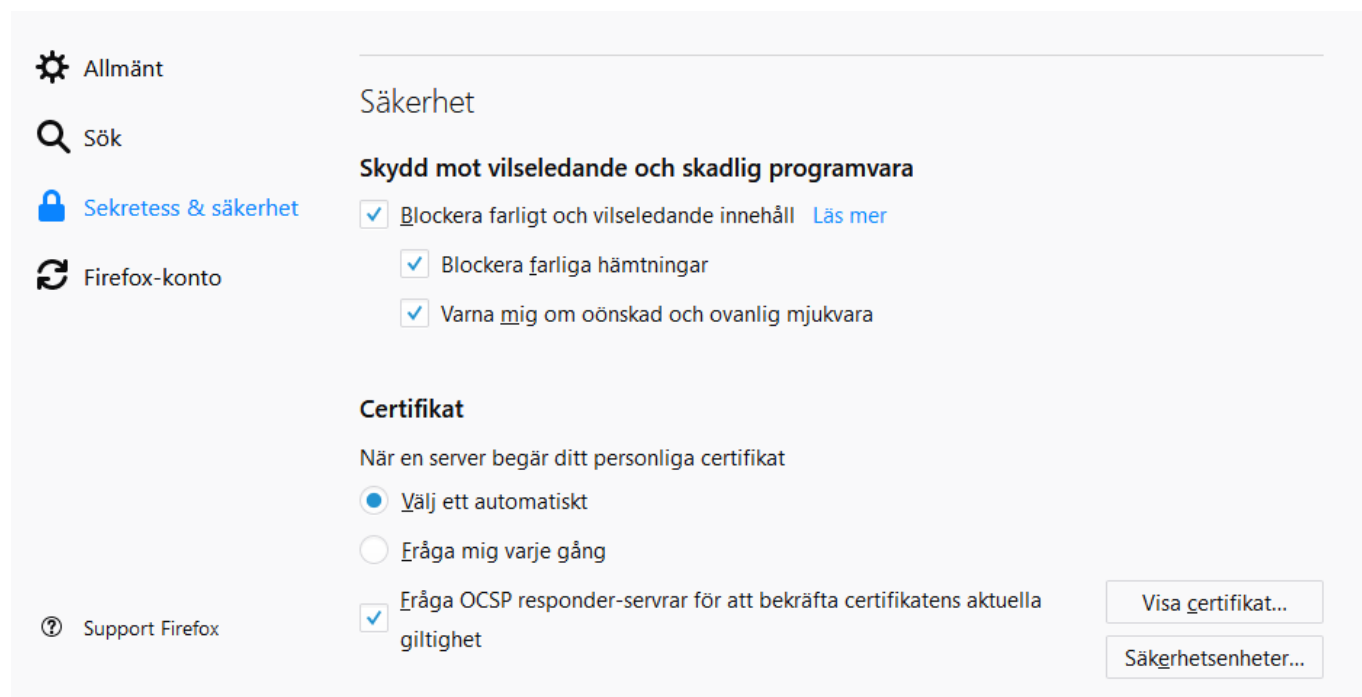 Allmänt
Sök
Sekretess & säkerhet
Firefox-konto
Support Firefox
Säkerhet
Skydd mot vilseledande och skadlig programvara
Blockera farligt och vilseledande innehåll Läs mer
Blockera farliga hämtningar
Varna mig om oönskad och ovanlig mjukvara
Certifikat
När en server begär ditt personliga certifikat
Välj ett automatiskt
Fråga mig varje gång
Fråga OCSP responder-servrar för att bekräfta certifikatens aktuella
giltighet
Visa certifikat...
Säkerhetsenheter...